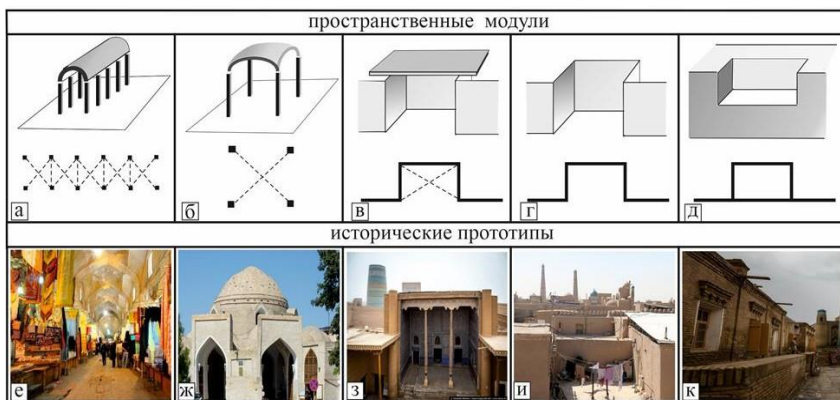 пространственные модули
а
б
в
г
д
исторические прототипы
е
ж
з
и
к